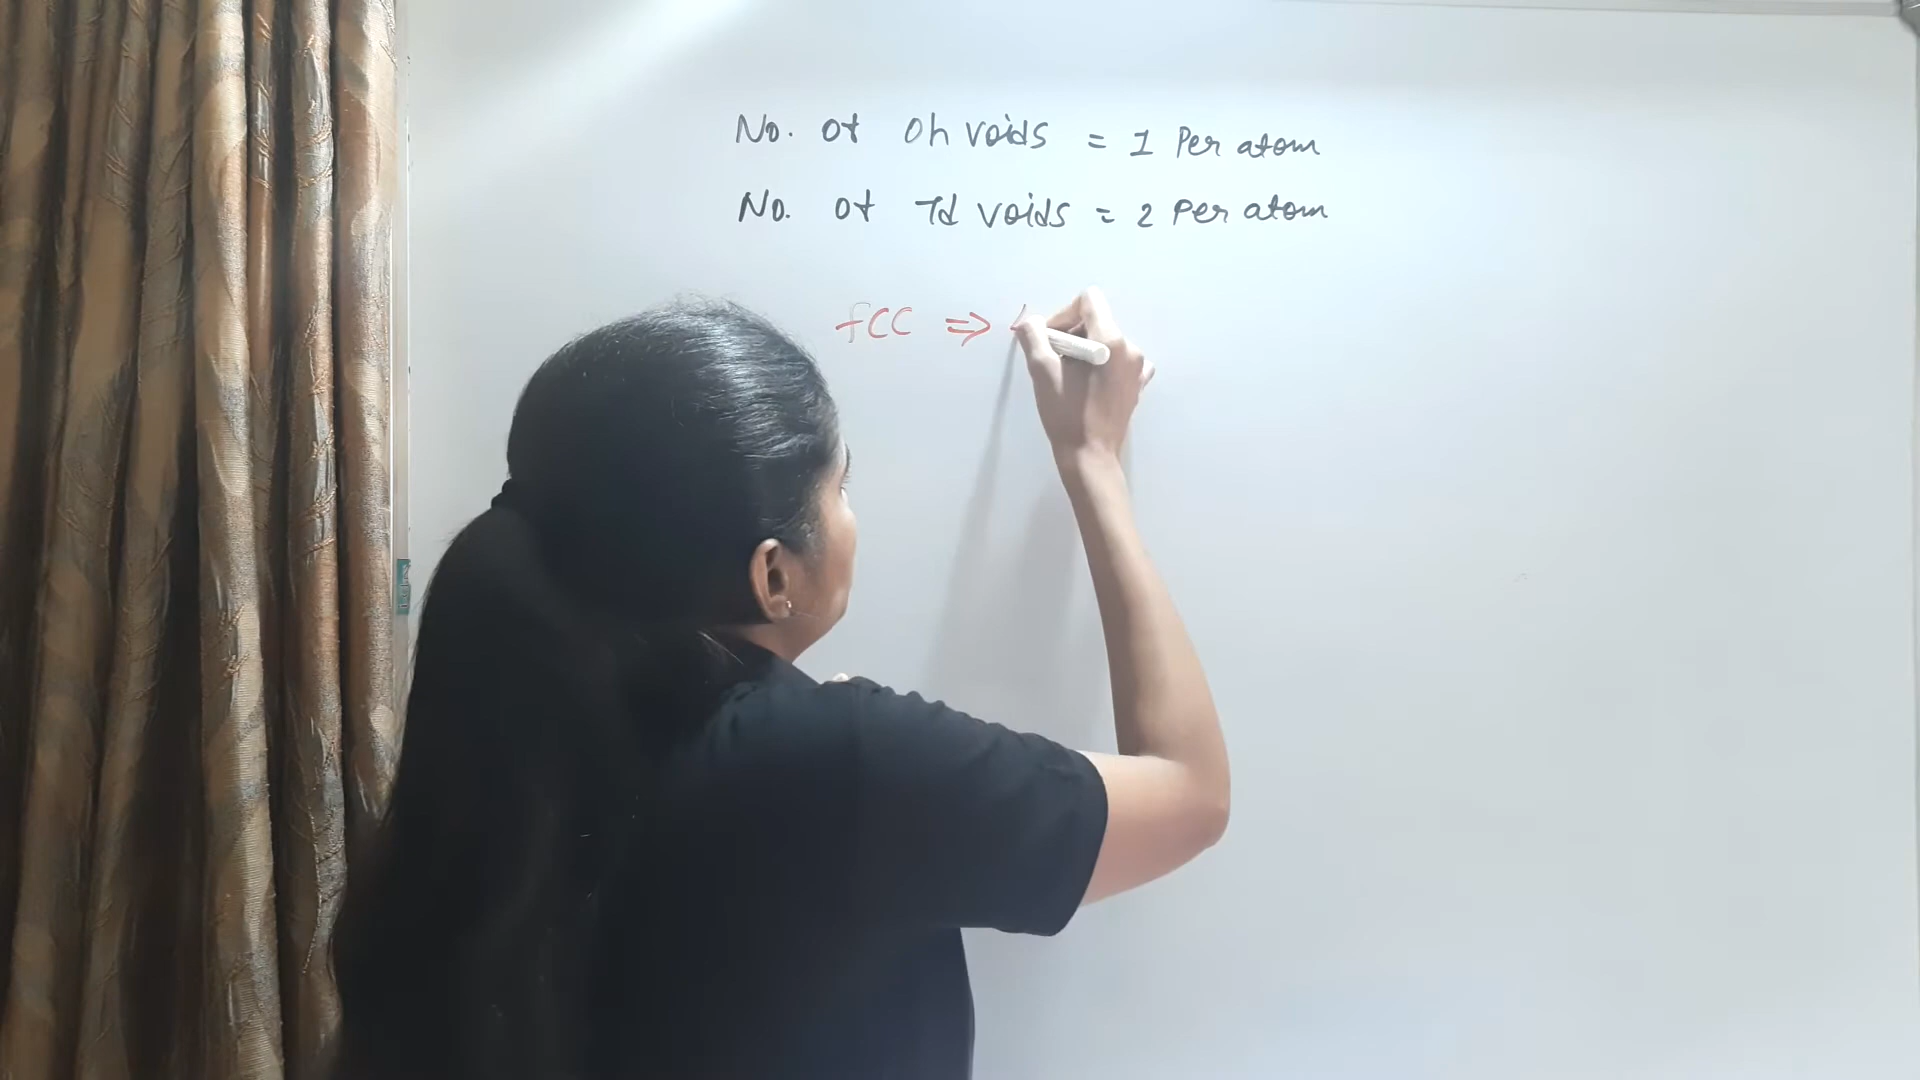 No. of Oh voids = 1 Per atom
No. of Td voids = 2 Per atom
fCC ⇒